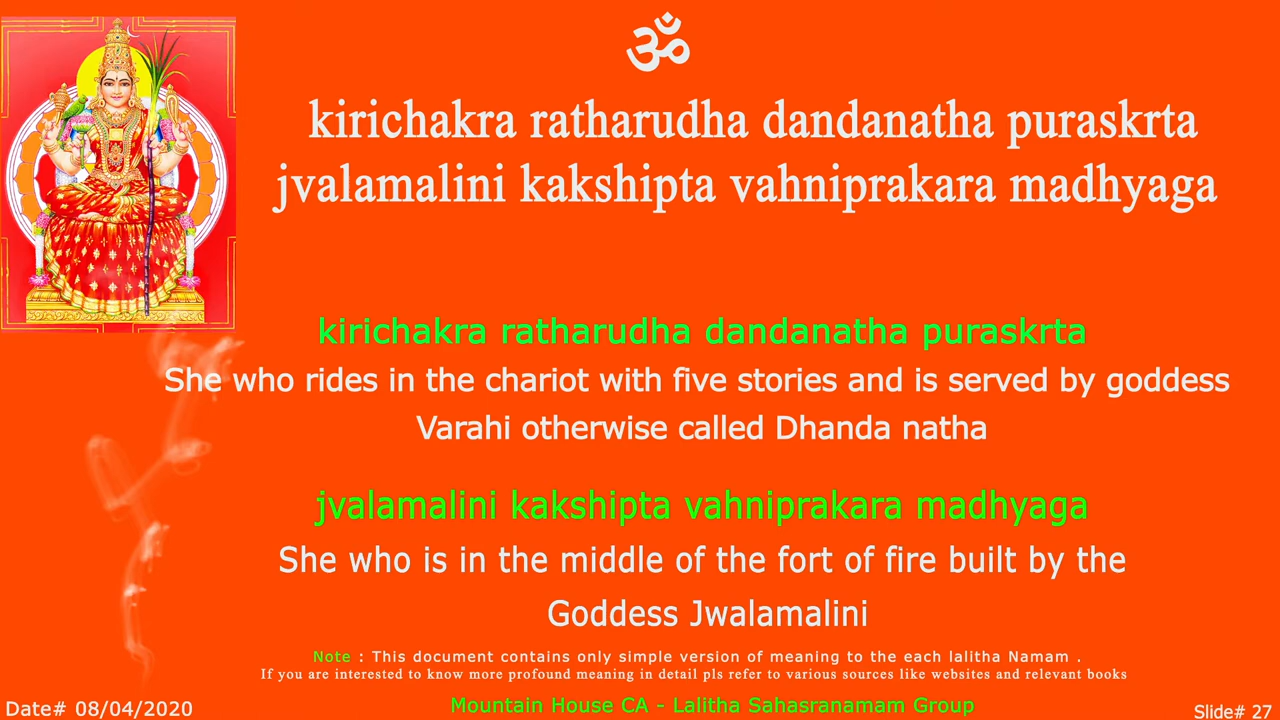 ॐ
kirichakra ratharudha dandanatha puraskrta
jvalamalini kakshipta vahniprakara madhyaga
kirichakra ratharudha dandanatha puraskrta
She who rides in the chariot with five stories and is served by goddess
Varahi otherwise called Dhanda natha
jvalamalini kakshipta vahniprakara madhyaga
She who is in the middle of the fort of fire built by the
Goddess Jwalamalini
Note : This document contains only simple version of meaning to the each lalitha Namam .
If you are interested to know more profound meaning in detail pls refer to various sources like websites and relevant books
Date# 08/04/2020
Mountain House CA - Lalitha Sahasranamam Group
Slide# 27